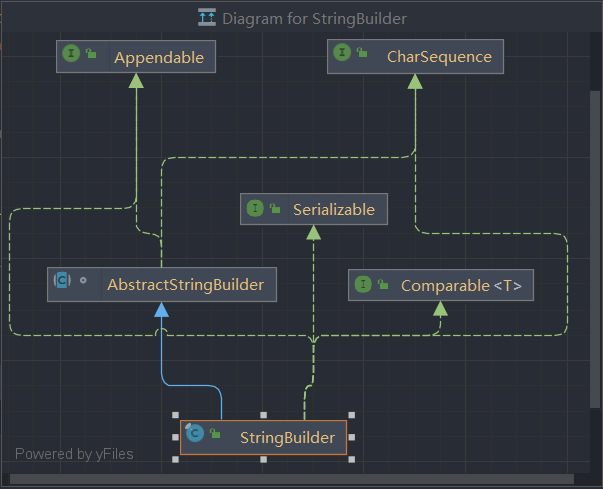 Diagram for StringBuilder
Appendable
CharSequence
Serializable
AbstractStringBuilder
Comparable <T>
StringBuilder
Powered by yFiles